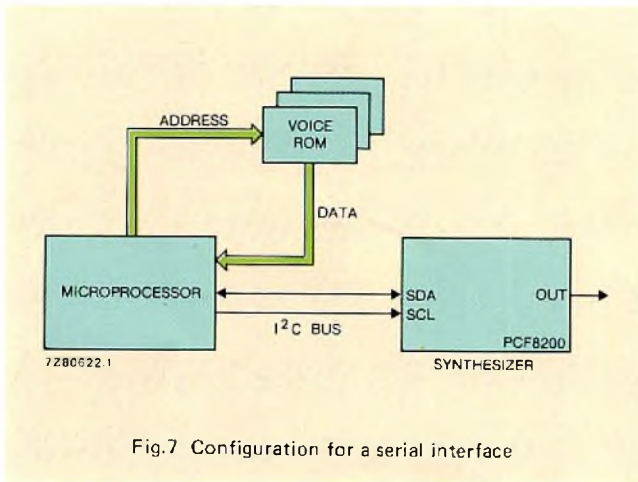 ADDRESS
VOICE
ROM
DATA
MICROPROCESSOR
SDA
OUT
SCL
I²C BUS
PCF8200
7Z80622.1
SYNTHESIZER
Fig.7 Configuration for a serial interface